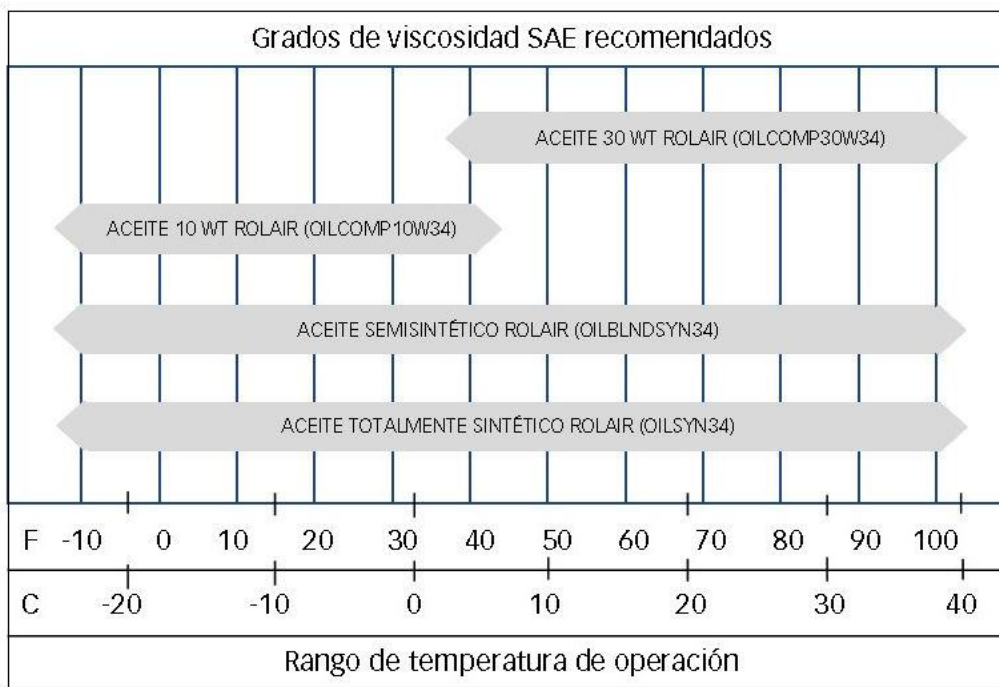 Grados de viscosidad SAE recomendados
ACEITE 30 WT ROLAIR (OILCOMP30W34)
ACEITE 10 WT ROLAIR (OILCOMP10W34)
ACEITE SEMISINTÉTICO ROLAIR (OILBLNDSYN34)
ACEITE TOTALMENTE SINTÉTICO ROLAIR (OILSYN34)
F -10 0 10 20 30 40 50 60 70 80 90 100
C -20 -10 0 10 20 30 40
Rango de temperatura de operación